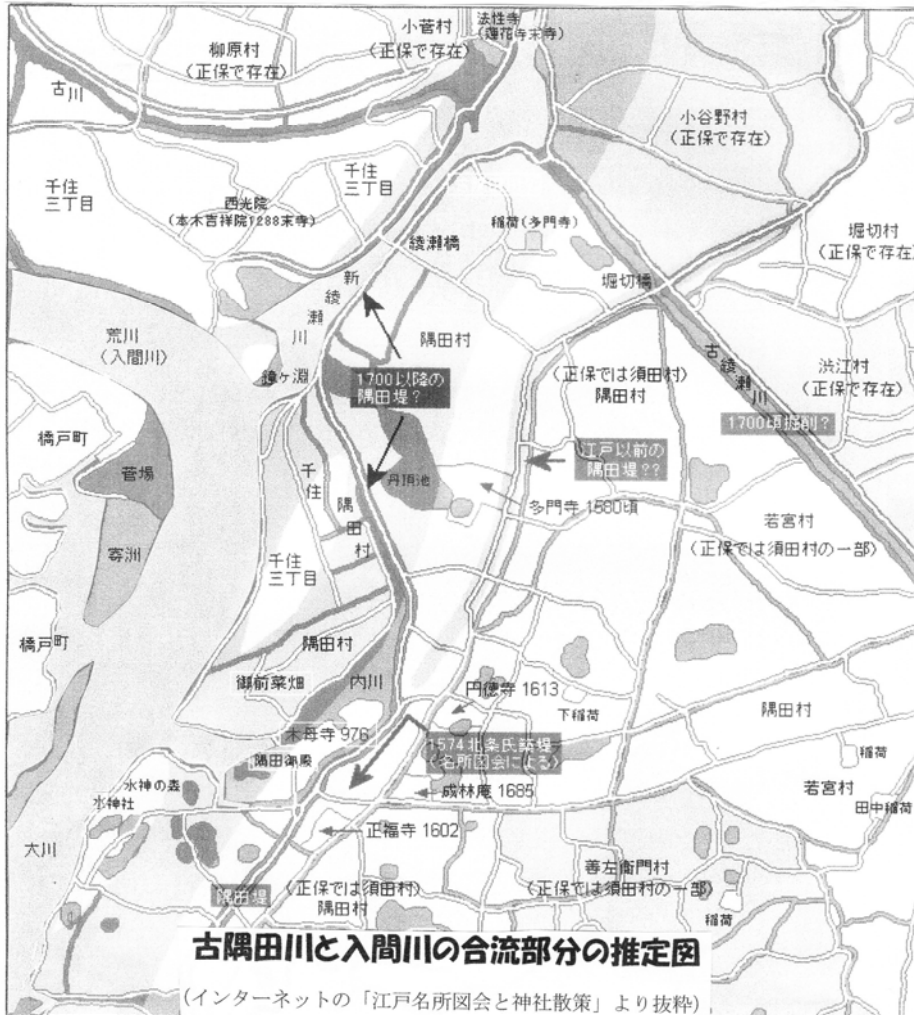 法性寺
(蓮花寺末寺)
小菅村
(正保で存在)
柳原村
(正保で存在)
古川
小谷野村
(正保で存在)
千住
三丁目
千住
三丁目
西光院
(本木吉祥院1288末寺)
綾瀬橋
稲荷(多門寺)
堀切村
(正保で存在)
堀切橋
新綾瀬川
荒川
(入間川)
隅田村
鐘ヶ淵
1700以降の
隅田堤?
(正保では須田村)
隅田村
古綾瀬川
渋江村
(正保で存在)
1700頃掘削?
橋戸町
菅場
江戸以前の
隅田堤??
千住
隅田村
丹頂池
多門寺 1680頃
若宮村
(正保では須田村の一部)
寄洲
千住
三丁目
橋戸町
隅田村
御前菜畑
内川
円徳寺 1613
下稲荷
隅田村
木母寺 976
1574北条氏築堤
(名所図会による)
稲荷
隅田御殿
水神の森
水神社
成林庵 1685
若宮村
田中稲荷
大川
正福寺 1602
善左衛門村
(正保では須田村の一部)
隅田堤
(正保では須田村)
隅田村
稲荷
古隅田川と入間川の合流部分の推定図
(インターネットの「江戸名所図会と神社散策」より抜粋)